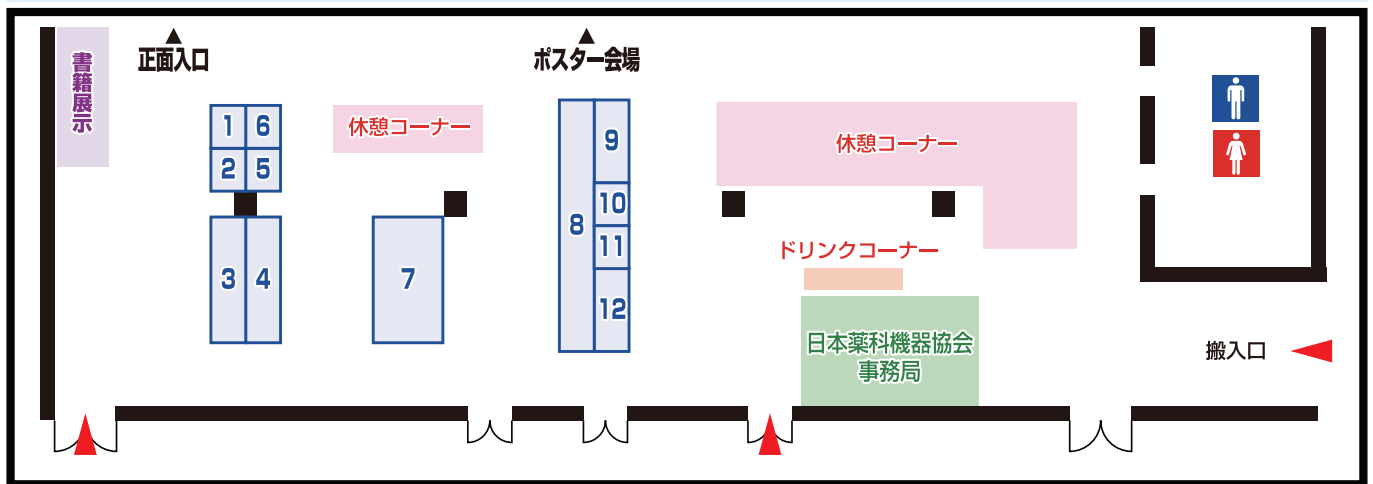 書籍展示
正面入口
ポスター会場
1
6
2
5
3
4
休憩コーナー
7
8
9
10
11
12
休憩コーナー
ドリンクコーナー
日本薬科機器協会
事務局
搬入口